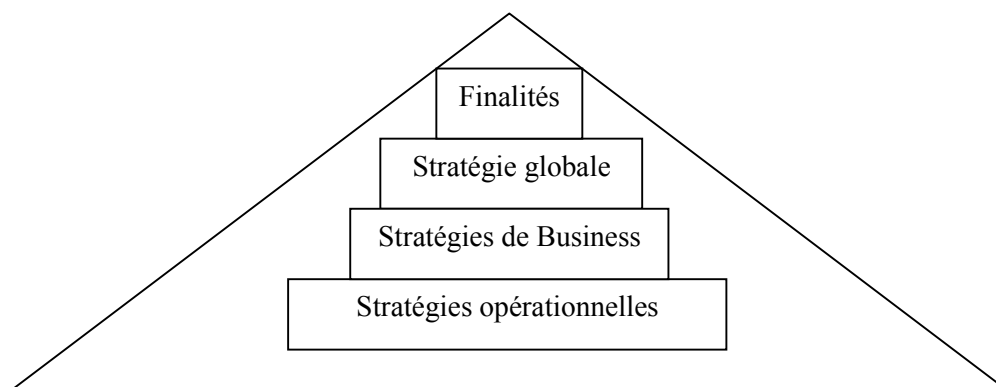 Finalités
Stratégie globale
Stratégies de Business
Stratégies opérationnelles